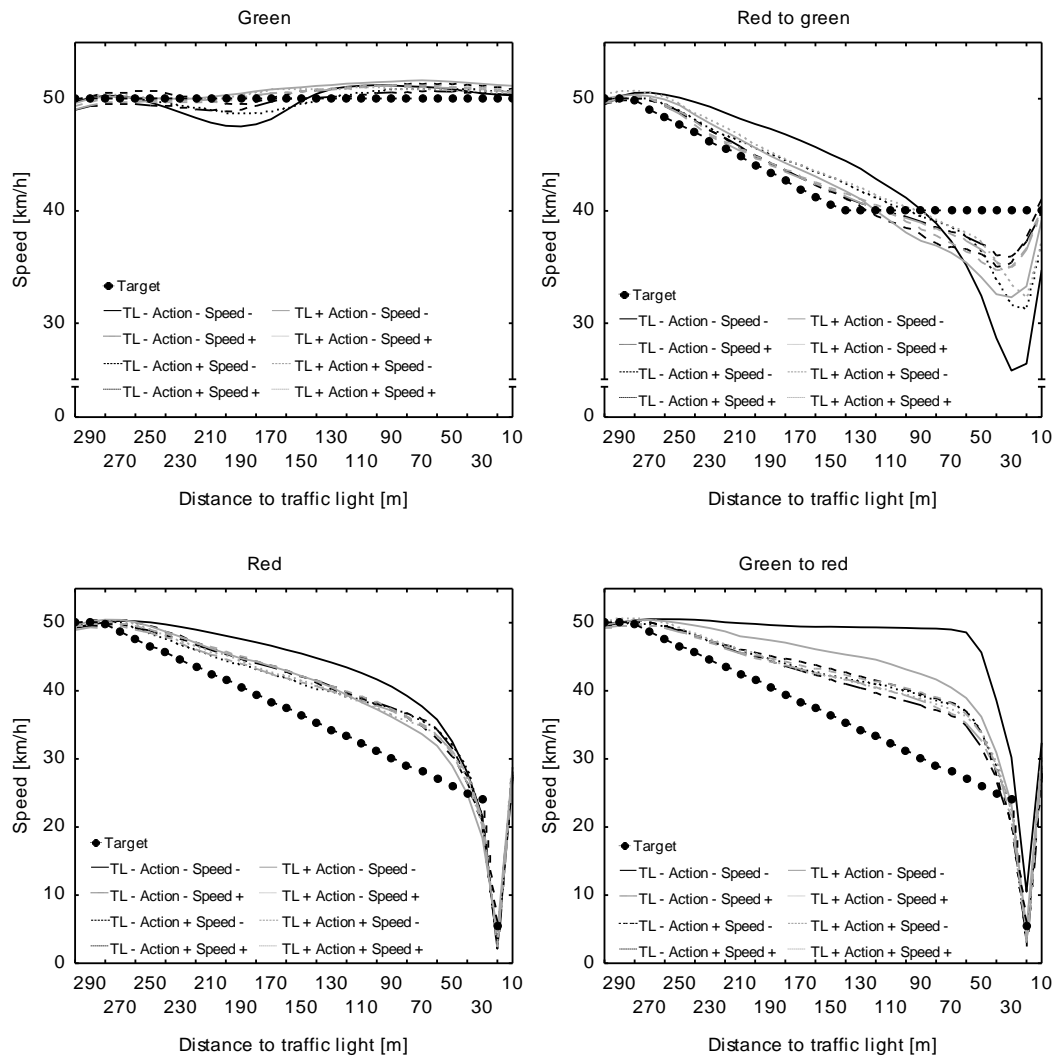 Green
Speed [km/h]
50
40
30
0
Target
TL - Action - Speed - TL + Action - Speed -
TL - Action - Speed + TL + Action - Speed +
TL - Action + Speed - TL + Action + Speed -
TL - Action + Speed + TL + Action + Speed +
290 250 210 170 130 90 50 10
270 230 190 150 110 70 30
Distance to traffic light [m]
Red to green
Speed [km/h]
50
40
30
0
Target
TL - Action - Speed - TL + Action - Speed -
TL - Action - Speed + TL + Action - Speed +
TL - Action + Speed - TL + Action + Speed -
TL - Action + Speed + TL + Action + Speed +
290 250 210 170 130 90 50 10
270 230 190 150 110 70 30
Distance to traffic light [m]
Red
Speed [km/h]
50
40
30
20
10
0
Target
TL - Action - Speed - TL + Action - Speed -
TL - Action - Speed + TL + Action - Speed +
TL - Action + Speed - TL + Action + Speed -
TL - Action + Speed + TL + Action + Speed +
290 250 210 170 130 90 50 10
270 230 190 150 110 70 30
Distance to traffic light [m]
Green to red
Speed [km/h]
50
40
30
20
10
0
Target
TL - Action - Speed - TL + Action - Speed -
TL - Action - Speed + TL + Action - Speed +
TL - Action + Speed - TL + Action + Speed -
TL - Action + Speed + TL + Action + Speed +
290 250 210 170 130 90 50 10
270 230 190 150 110 70 30
Distance to traffic light [m]